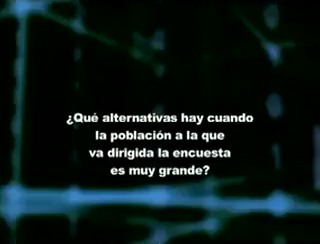 ¿Qué alternativas hay cuando
la población a la que
va dirigida la encuesta
es muy grande?